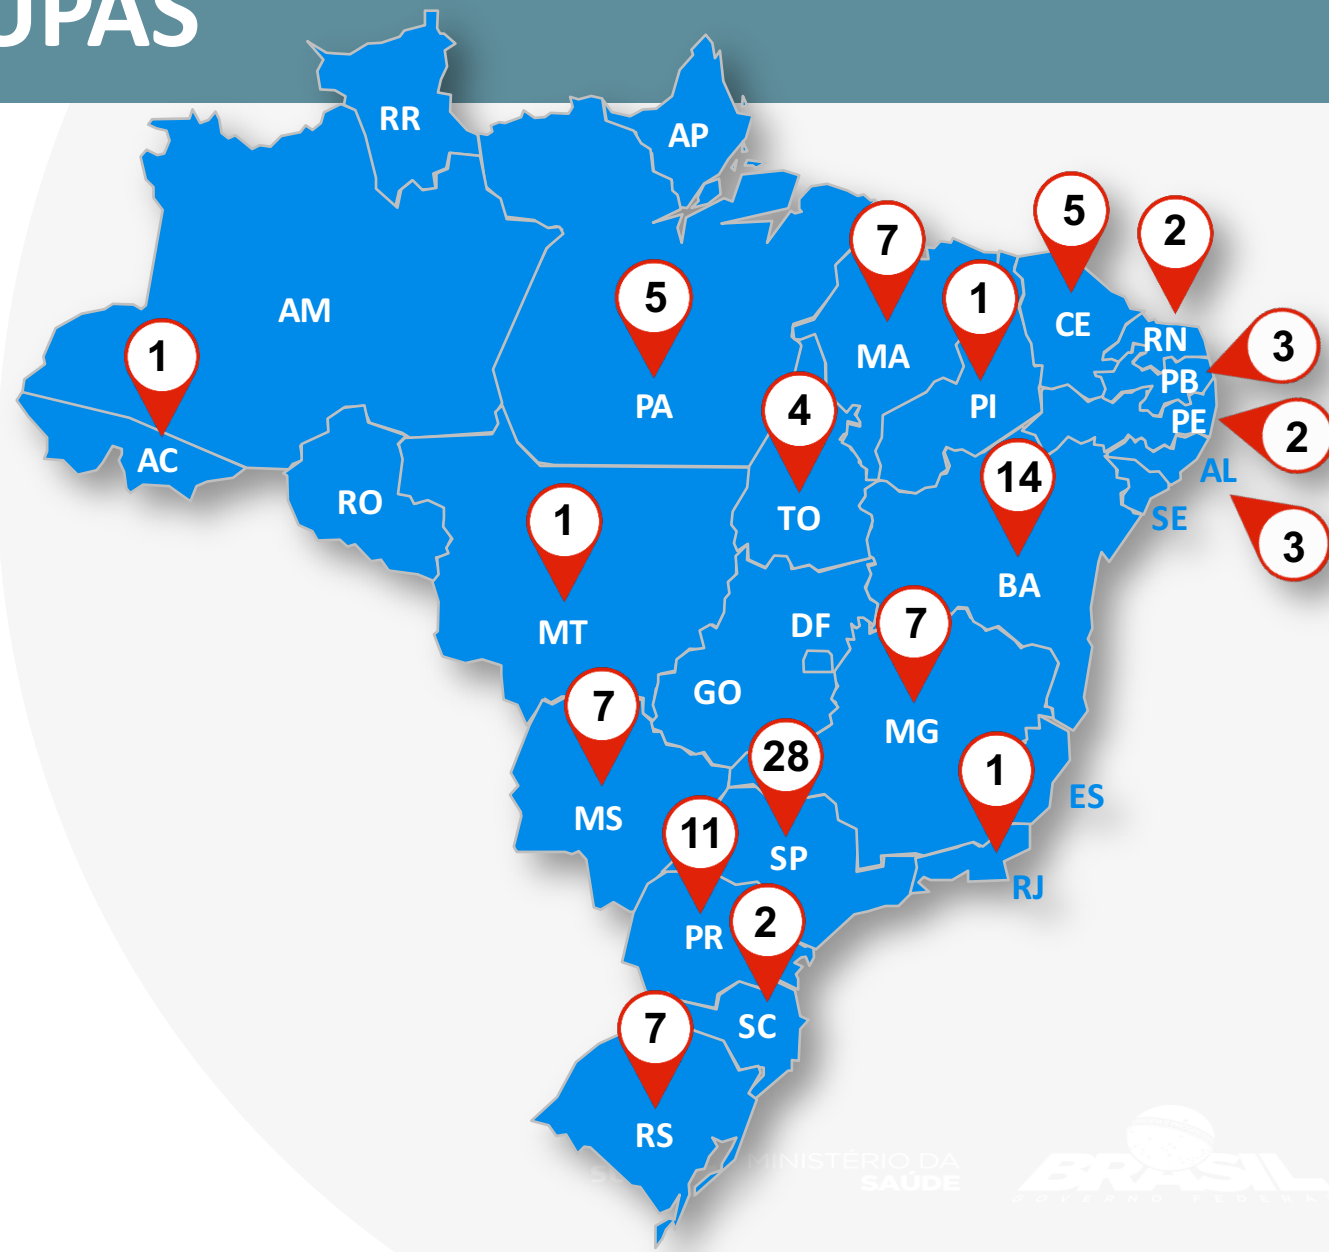 UPAS
RR
AP
5
2
7
1
5
AM
CE
RN
3
1
MA
PB
4
PA
PI
PE
2
AC
14
AL
RO
1
TO
SE
3
BA
MT
DF
7
GO
7
MG
28
1
ES
MS
11
SP
RJ
PR
2
7
SC
RS
MINISTÉRIO DA
SAÚDE
BRASIL
GOVERNO FEDERAL